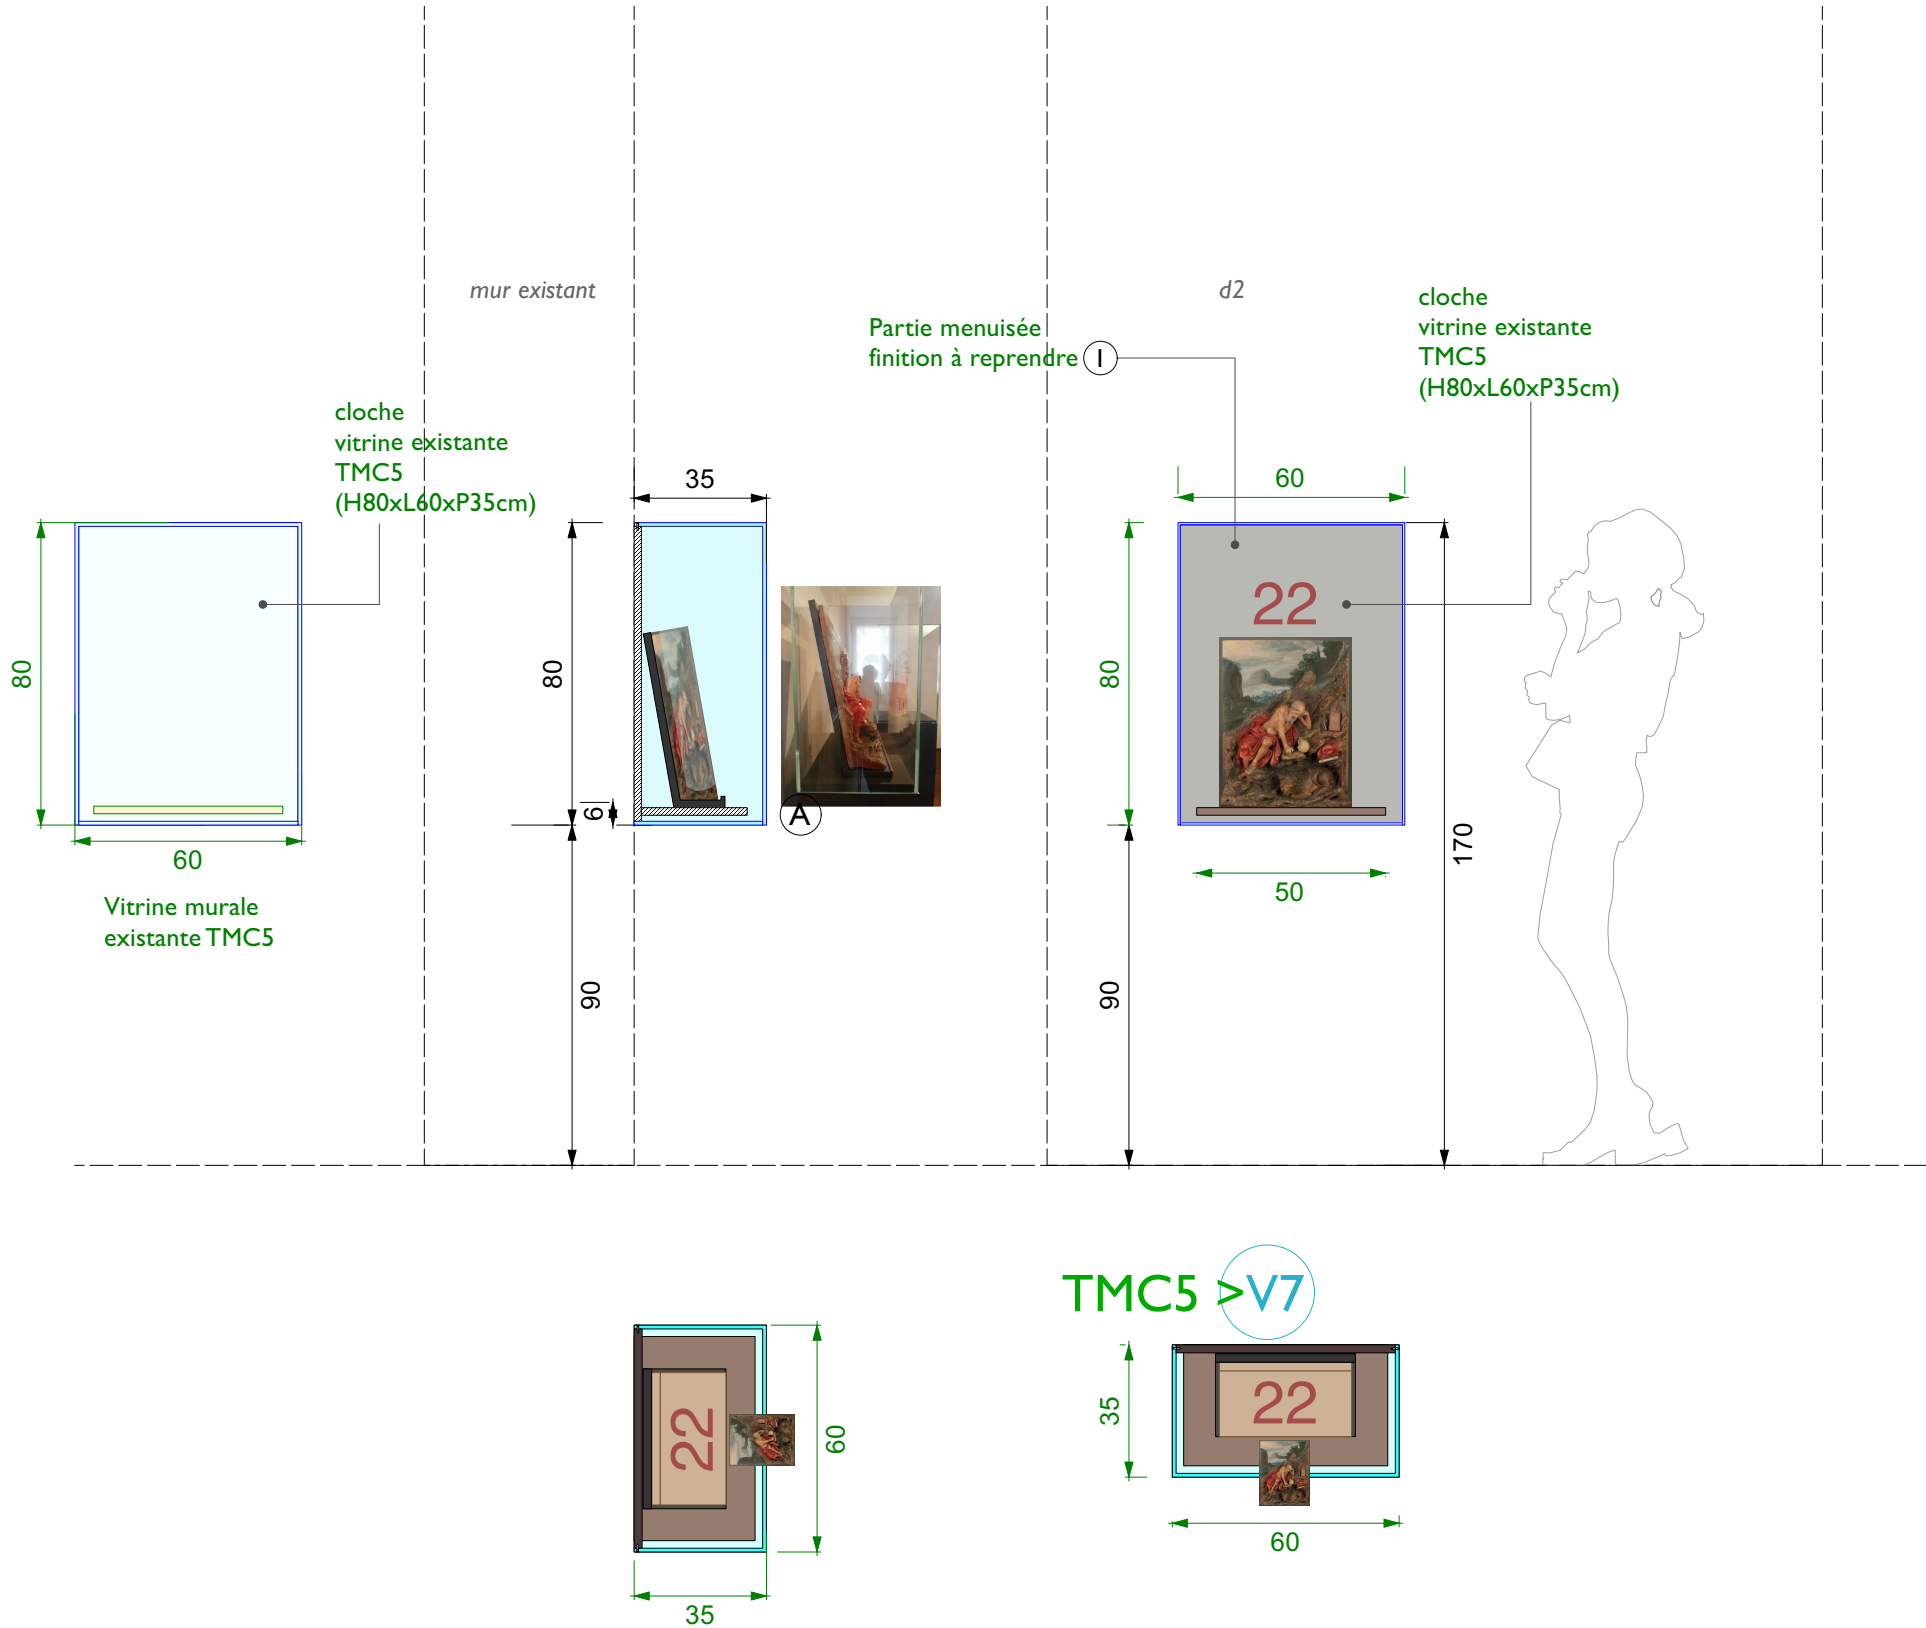 mur existant
d2
cloche
vitrine existante
TMC5
(H80xL60xP35cm)
Partie menuisée
finition à reprendre
I
cloche
vitrine existante
TMC5
(H80xL60xP35cm)
35
60
80
80
22
80
6
A
60
170
50
Vitrine murale
existante TMC5
90
90
TMC5 >V7
22
60
35
22
35
60